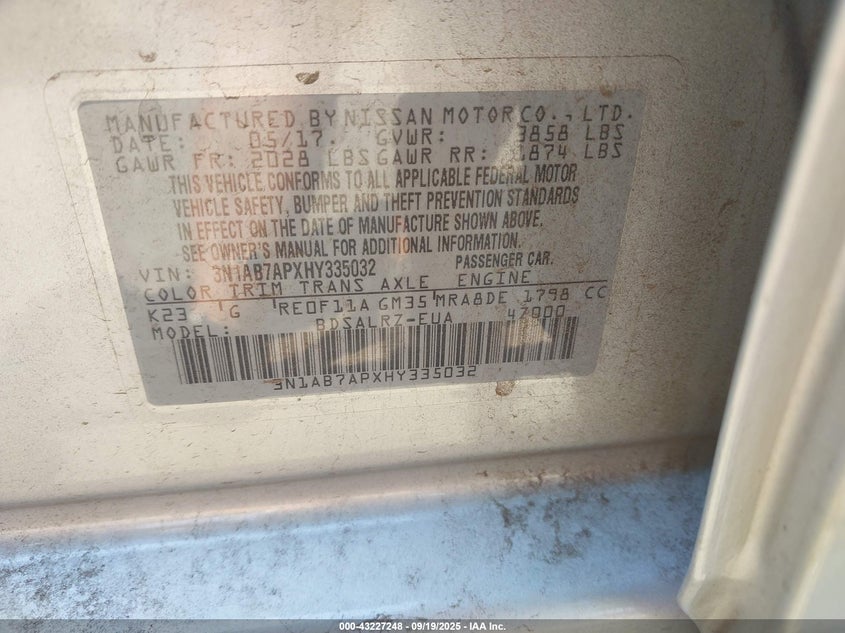 MANUFACTURED BY NISSAN MOTOR CO., LTD.
DATE: 05/17. GVWR: 3858 LBS
GAWR FR: 2028 LBS GAWR RR: 1874 LBS
THIS VEHICLE CONFORMS TO ALL APPLICABLE FEDERAL MOTOR
VEHICLE SAFETY, BUMPER AND THEFT PREVENTION STANDARDS
IN EFFECT ON THE DATE OF MANUFACTURE SHOWN ABOVE.
SEE OWNER'S MANUAL FOR ADDITIONAL INFORMATION.
VIN: 3N1AB7APXHY335032 PASSENGER CAR.
COLOR TRIM TRANS AXLE ENGINE
K23 G RE0F11A GM35 MRA8DE 1798 CC
MODEL: BDSALRZ-EUA 47000
3N1AB7APXHY335032
000-43227248 - 09/19/2025 - IAA Inc.